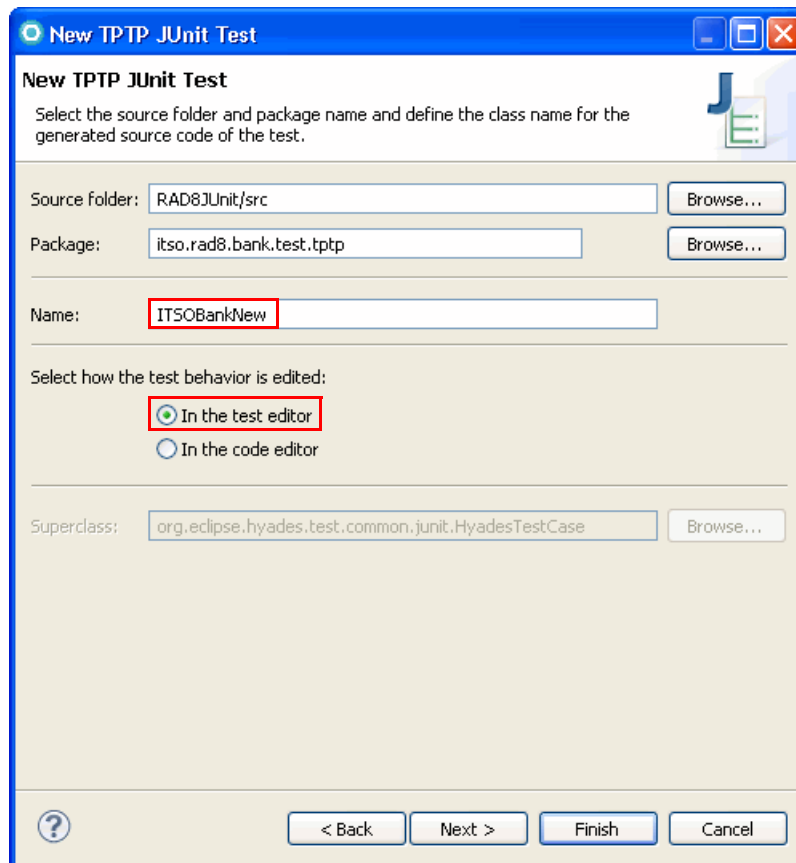 New TPTP JUnit Test
New TPTP JUnit Test
Select the source folder and package name and define the class name for the
generated source code of the test.
Source folder: RAD8JUnit/src Browse...
Package: itso.rad8.bank.test.tptp Browse...
Name: ITSOBankNew
Select how the test behavior is edited:
In the test editor
In the code editor
Superclass: org.eclipse.hyades.test.common.junit.HyadesTestCase Browse...
? < Back Next > Finish Cancel